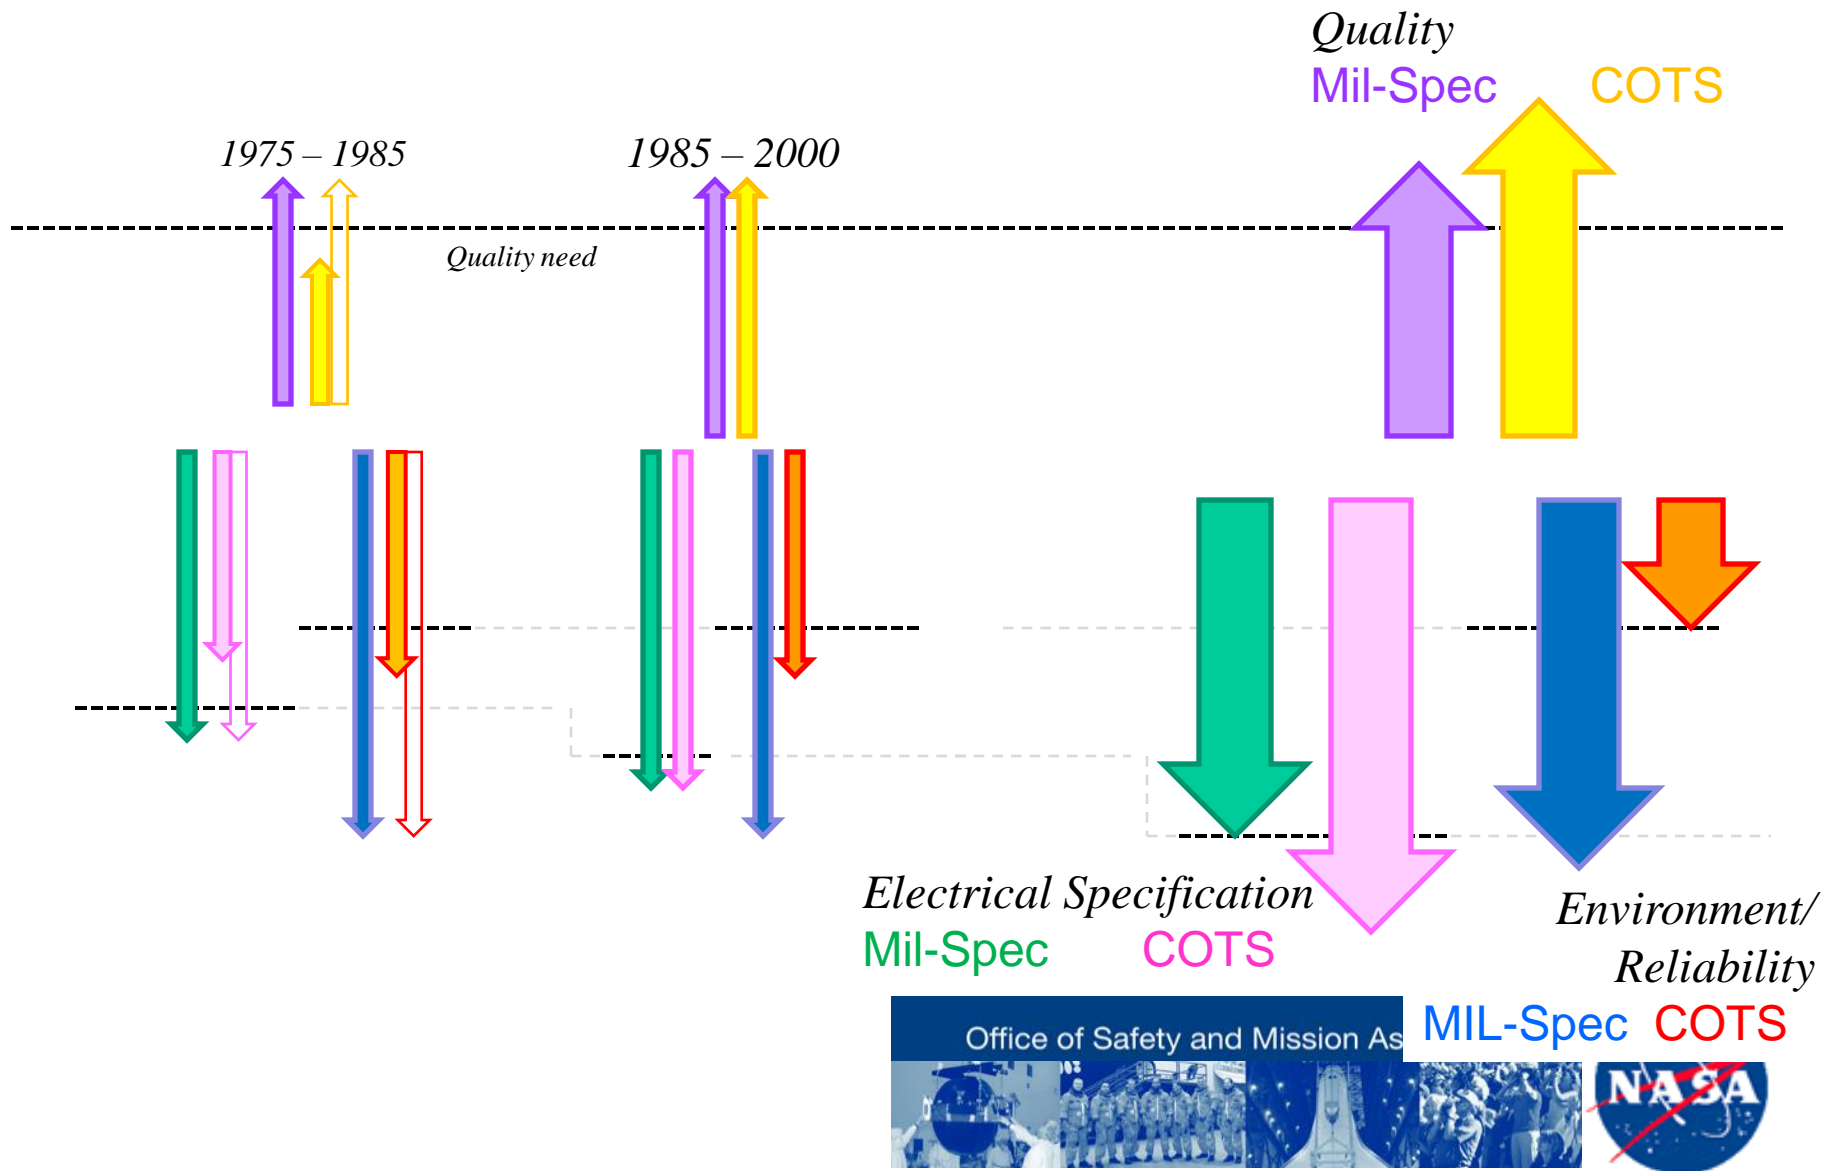 Quality
Mil-Spec COTS
1975 – 1985 1985 – 2000
Quality need
Electrical Specification
Mil-Spec COTS
Environment/
Reliability
MIL-Spec COTS
Office of Safety and Mission As
NASA